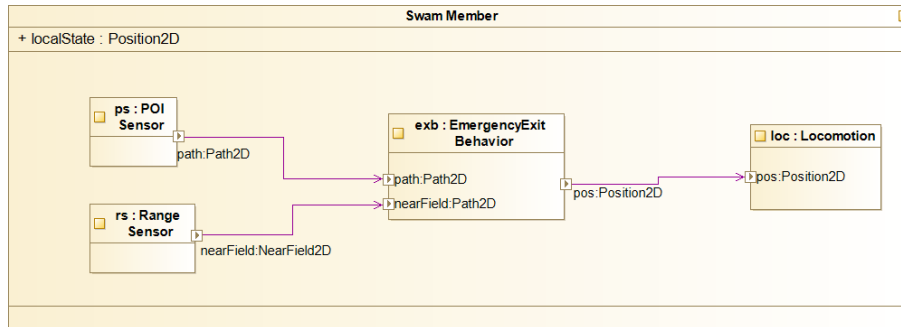 Swam Member
+ localState : Position2D
ps : POI
Sensor
path:Path2D
rs : Range
Sensor
nearField:NearField2D
exb : EmergencyExit
Behavior
path:Path2D
nearField:Path2D
pos:Position2D
loc : Locomotion
pos:Position2D